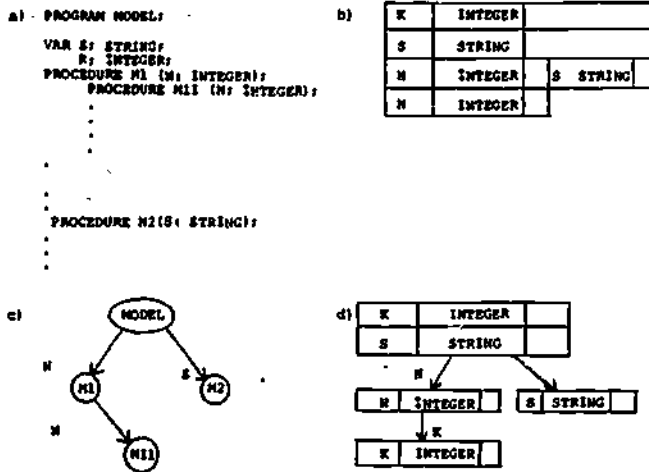 a) PROGRAM MODEL;
VAR S: STRING;
R: INTEGER;
PROCEDURE M1 (N: INTEGER);
PROCEDURE M11 (N: INTEGER);
PROCEDURE M2(S: STRING);
b)
K INTEGER
S STRING
N INTEGER S STRING
N INTEGER
c)
MODEL
N S
M1 M2
N
M11
d)
K INTEGER
S STRING
N
N INTEGER S STRING
K
K INTEGER